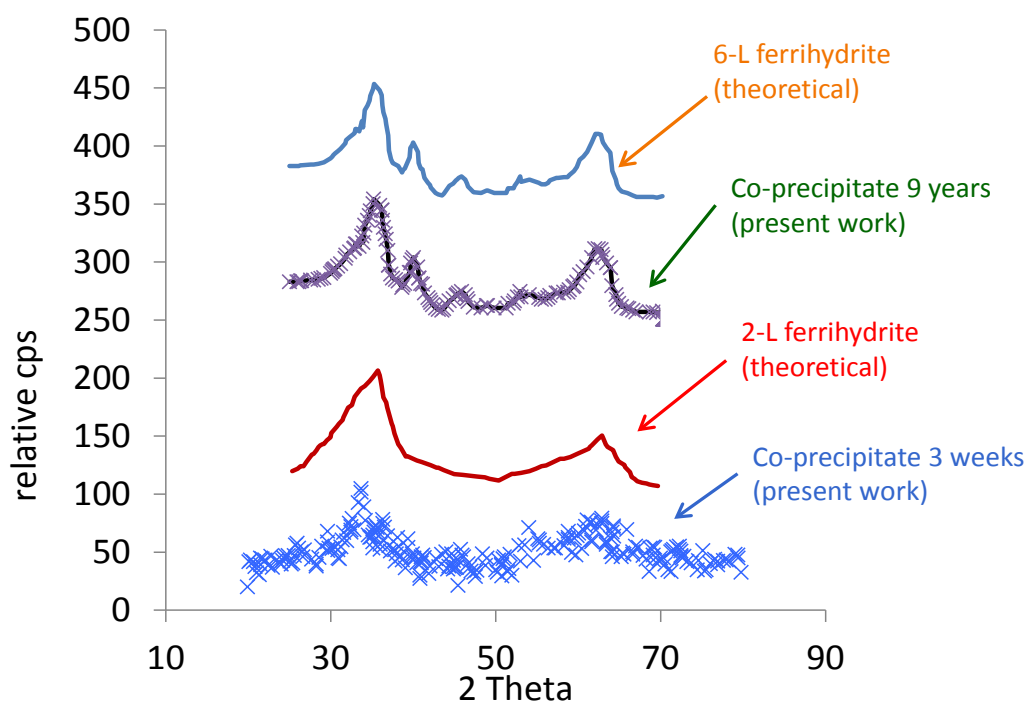 500
450
400
350
300
250
200
150
100
50
0
relative cps
10
30
50
70
90
2 Theta
6-L ferrihydrite
(theoretical)
Co-precipitate 9 years
(present work)
2-L ferrihydrite
(theoretical)
Co-precipitate 3 weeks
(present work)